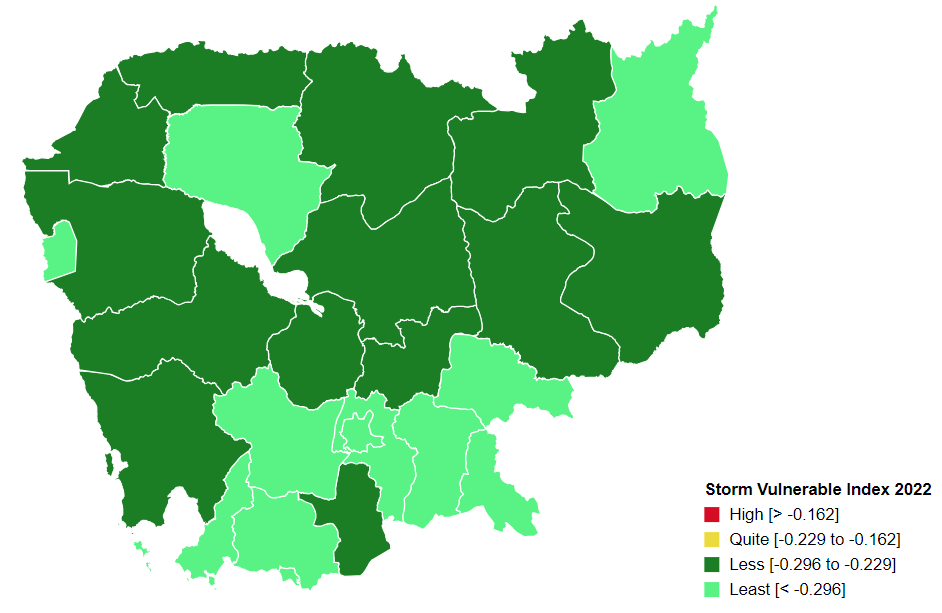 Storm Vulnerable Index 2022
High [> -0.162]
Quite [-0.229 to -0.162]
Less [-0.296 to -0.229]
Least [< -0.296]